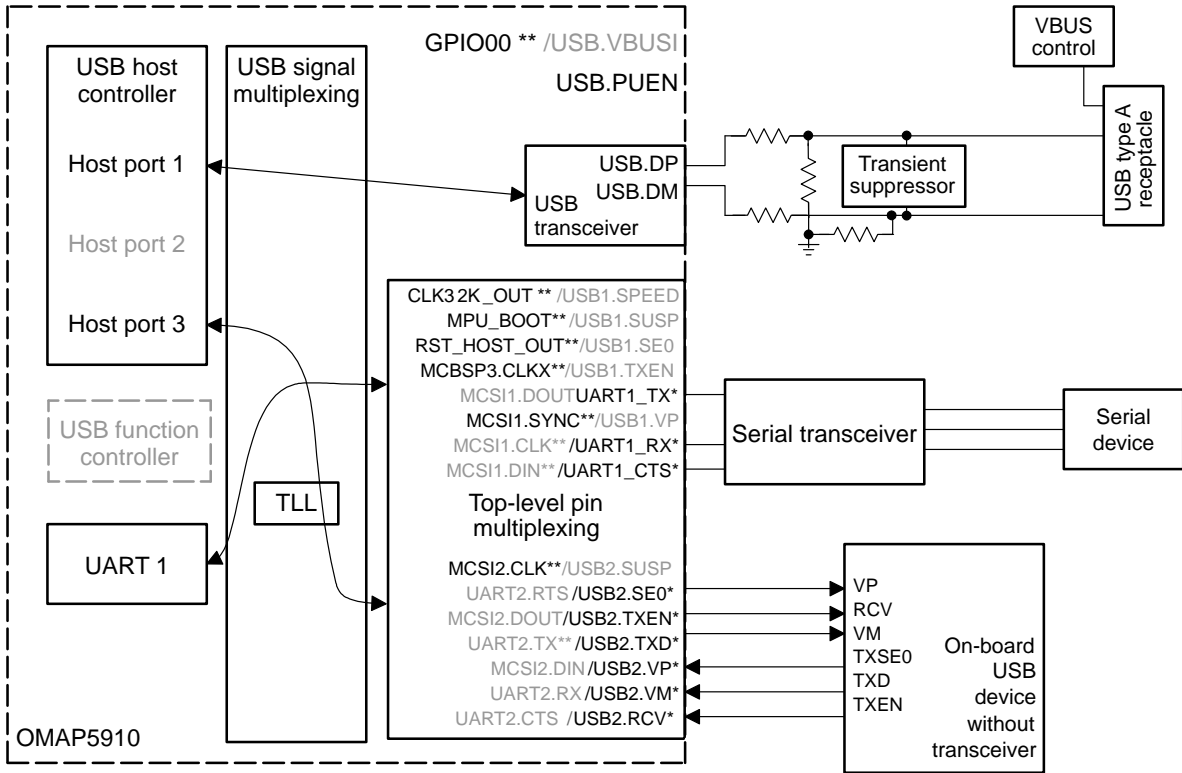 GPIO00 ** /USB.VBUSI
USB.PUEN
VBUS
control
USB host
controller
USB signal
multiplexing
Host port 1
Host port 2
Host port 3
USB.DP
USB.DM
USB
transceiver
Transient
suppressor
USB type A
receptacle
CLK32K_OUT ** /USB1.SPEED
MPU_BOOT**/USB1.SUSP
RST_HOST_OUT**/USB1.SE0
MCBSP3.CLKX**/USB1.TXEN
MCSI1.DOUTUART1_TX*
MCSI1.SYNC**/USB1.VP
MCSI1.CLK**/UART1_RX*
MCSI1.DIN**/UART1_CTS*
Top-level pin
multiplexing
MCSI2.CLK**/USB2.SUSP
UART2.RTS /USB2.SE0*
MCSI2.DOUT/USB2.TXEN*
UART2.TX**/USB2.TXD*
MCSI2.DIN /USB2.VP*
UART2.RX /USB2.VM*
UART2.CTS /USB2.RCV*
USB function
controller
TLL
UART 1
Serial transceiver
Serial
device
VP
RCV
VM
TXSE0
TXD
TXEN
On-board
USB
device
without
transceiver
OMAP5910